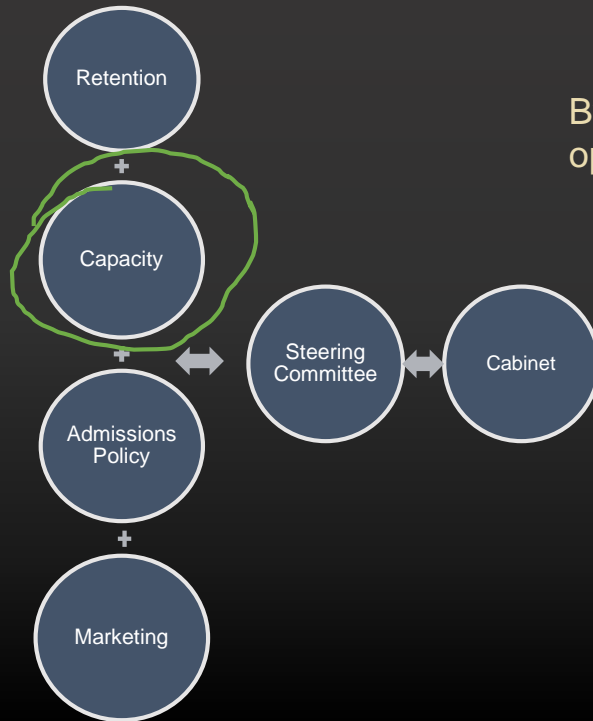 Retention
B
op
+
Capacity
+
Steering
Committee
Cabinet
Admissions
Policy
+
Marketing